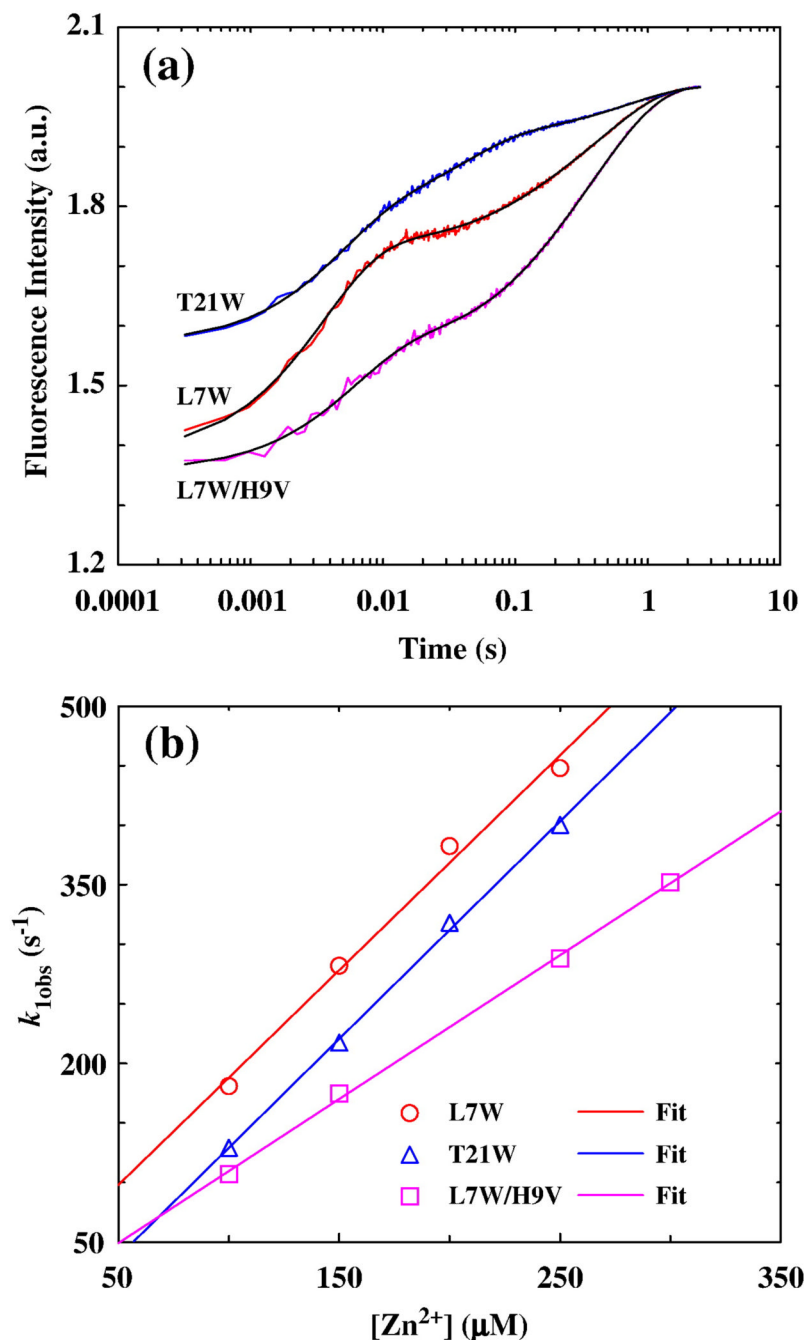 (a)
2.1
1.8
1.5
1.2
Fluorescence Intensity (a.u.)
T21W
L7W
L7W/H9V
0.0001 0.001 0.01 0.1 1 10
Time (s)
(b)
500
350
200
50
k1obs (s-1)
L7W Fit
T21W Fit
L7W/H9V Fit
50 150 250 350
[Zn2+] (μM)